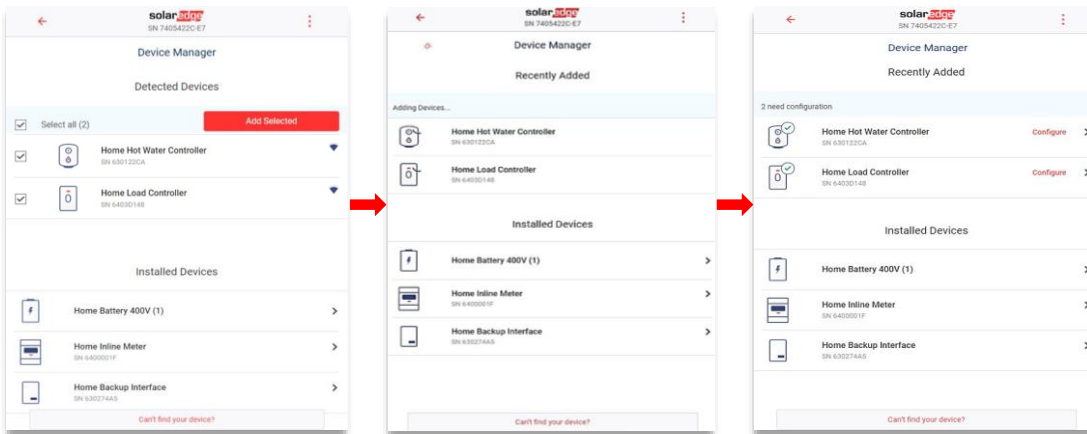 solaredge
SN 7405422C-E7
Device Manager
Detected Devices
Select all (2)
Add Selected
Home Hot Water Controller
SN 630122CA
Home Load Controller
SN 6403D148
Installed Devices
Home Battery 400V (1)
Home Inline Meter
SN 6400001F
Home Backup Interface
SN 630274A5
Can't find your device?
solaredge
SN 7405422C-E7
Device Manager
Recently Added
Adding Devices...
Home Hot Water Controller
SN 630122CA
Home Load Controller
SN 6403D148
Installed Devices
Home Battery 400V (1)
Home Inline Meter
SN 6400001F
Home Backup Interface
SN 630274A5
Can't find your device?
solaredge
SN 7405422C-E7
Device Manager
Recently Added
2 need configuration
Home Hot Water Controller
Configure
SN 630122CA
Home Load Controller
Configure
SN 6403D148
Installed Devices
Home Battery 400V (1)
Home Inline Meter
SN 6400001F
Home Backup Interface
SN 630274A5
Can't find your device?